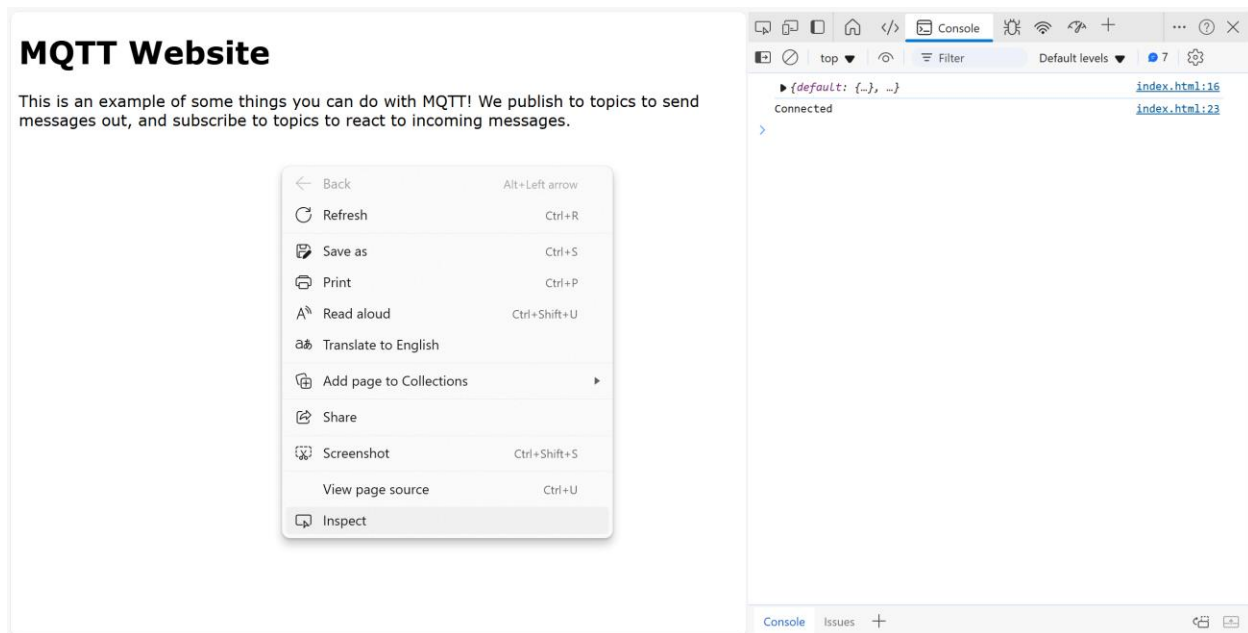 MQTT Website
This is an example of some things you can do with MQTT! We publish to topics to send
messages out, and subscribe to topics to react to incoming messages.
Back Alt+Left arrow
Refresh Ctrl+R
Save as Ctrl+S
Print Ctrl+P
Read aloud Ctrl+Shift+U
Translate to English
Add page to Collections
Share
Screenshot Ctrl+Shift+S
View page source Ctrl+U
Inspect
Console
top Filter Default levels 7
{default: {…}, …} index.html:16
Connected index.html:23
Console Issues